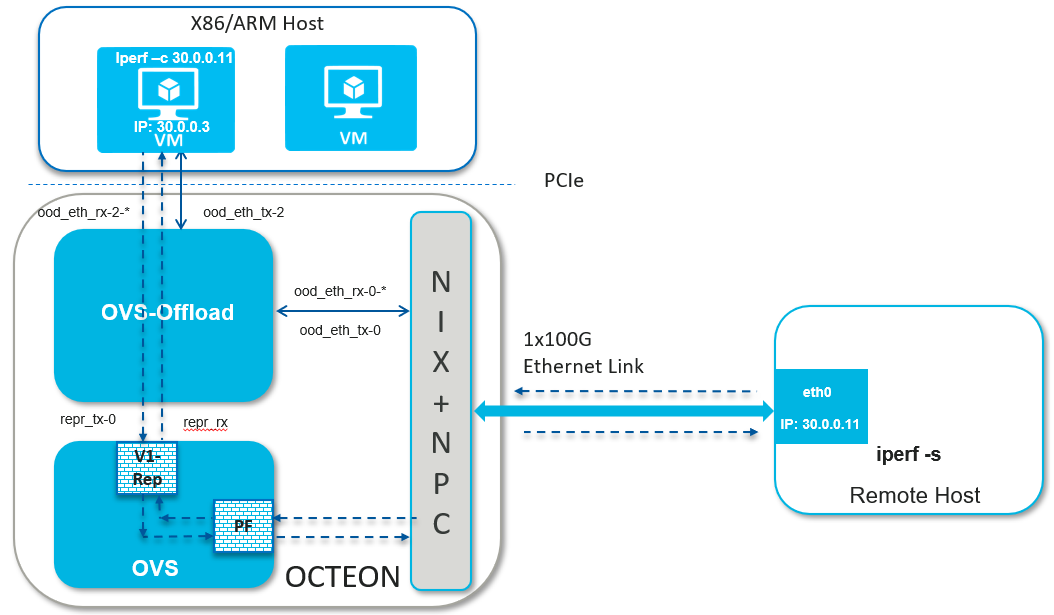 X86/ARM Host
Iperf –c 30.0.0.11
IP: 30.0.0.3
VM
VM
PCIe
ood_eth_rx-2-*
ood_eth_tx-2
OVS-Offload
ood_eth_rx-0-*
ood_eth_tx-0
N
I
X
+
N
P
C
1x100G
Ethernet Link
eth0
IP: 30.0.0.11
iperf -s
Remote Host
repr_tx-0
repr_rx
V1-
Rep
PF
OVS
OCTEON